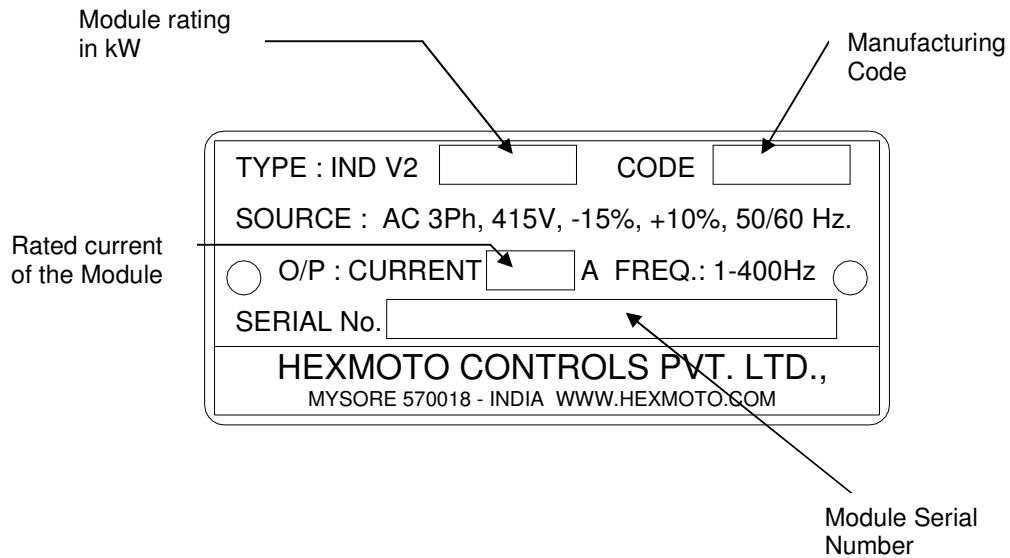 Module rating
in kW
Manufacturing
Code
TYPE : IND V2 CODE
SOURCE : AC 3Ph, 415V, -15%, +10%, 50/60 Hz.
Rated current
of the Module
O/P : CURRENT A FREQ.: 1-400Hz
SERIAL No.
HEXMOTO CONTROLS PVT. LTD.,
MYSORE 570018 - INDIA WWW.HEXMOTO.COM
Module Serial
Number